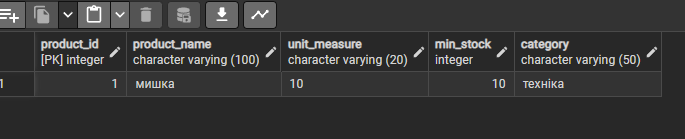 product_id product_name unit_measure min_stock category
[PK] integer character varying (100) character varying (20) integer character varying (50)
1 1 мишка 10 10 техніка